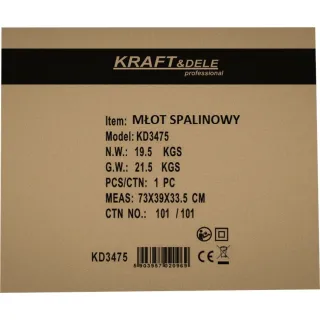 KRAFT&DELE
professional
Item: MŁOT SPALINOWY
Model: KD3475
N.W.: 19.5 KGS
G.W.: 21.5 KGS
PCS/CTN: 1 PC
MEAS: 73X39X33.5 CM
CTN NO.: 101 /101
KD3475
CE